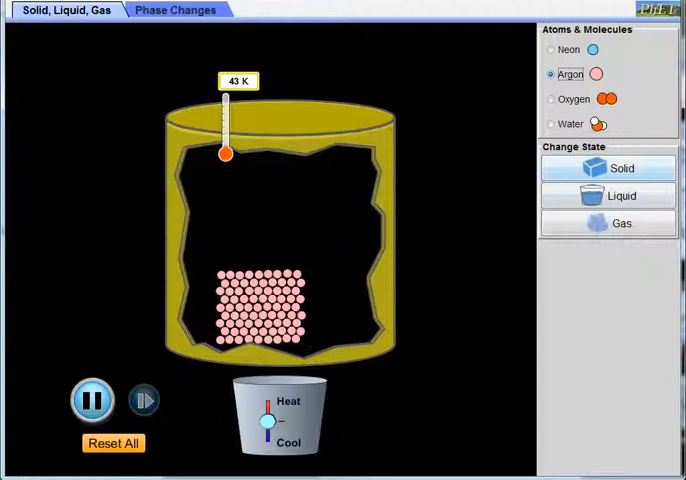 Solid, Liquid, Gas
Phase Changes
PhET
Atoms & Molecules
Neon
Argon
Oxygen
Water
Change State
Solid
Liquid
Gas
43 K
Heat
Cool
Reset All